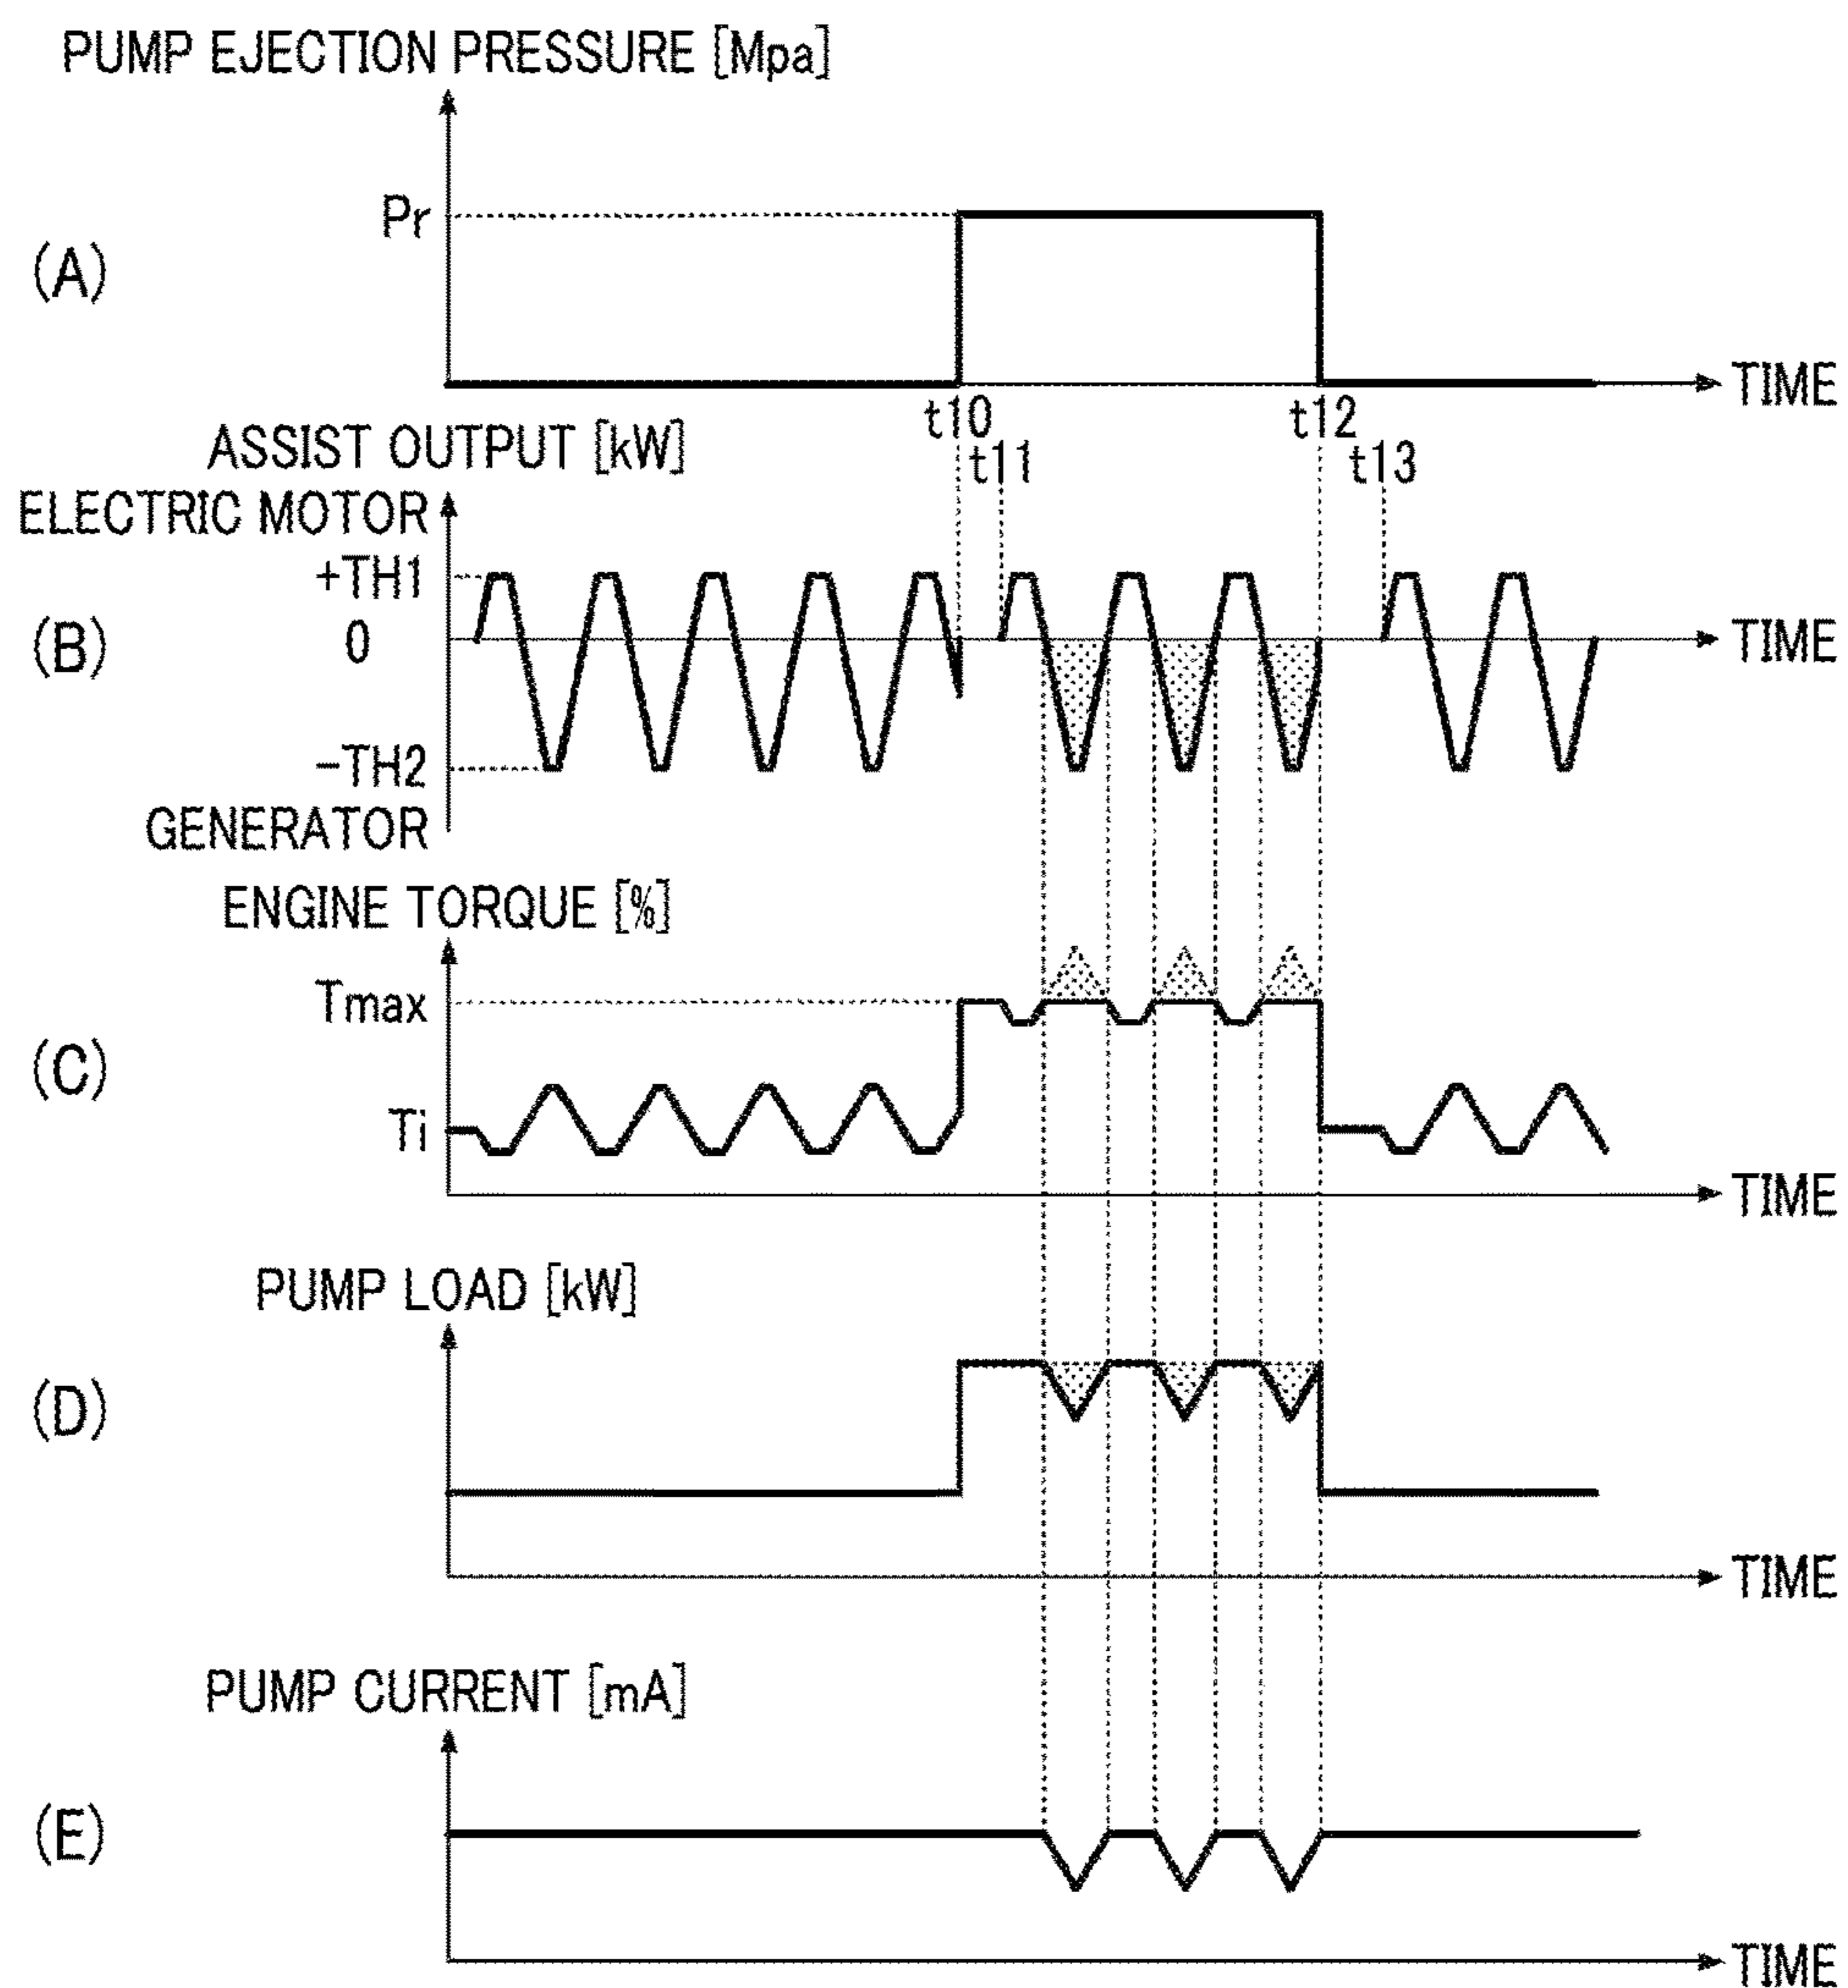 PUMP EJECTION PRESSURE [Mpa]
Pr
(A)
TIME
t10
t12
ASSIST OUTPUT [kW]
t11
t13
ELECTRIC MOTOR
+TH1
(B)
0
TIME
-TH2
GENERATOR
ENGINE TORQUE [%]
Tmax
(C)
Ti
TIME
PUMP LOAD [kW]
(D)
TIME
PUMP CURRENT [mA]
(E)
TIME